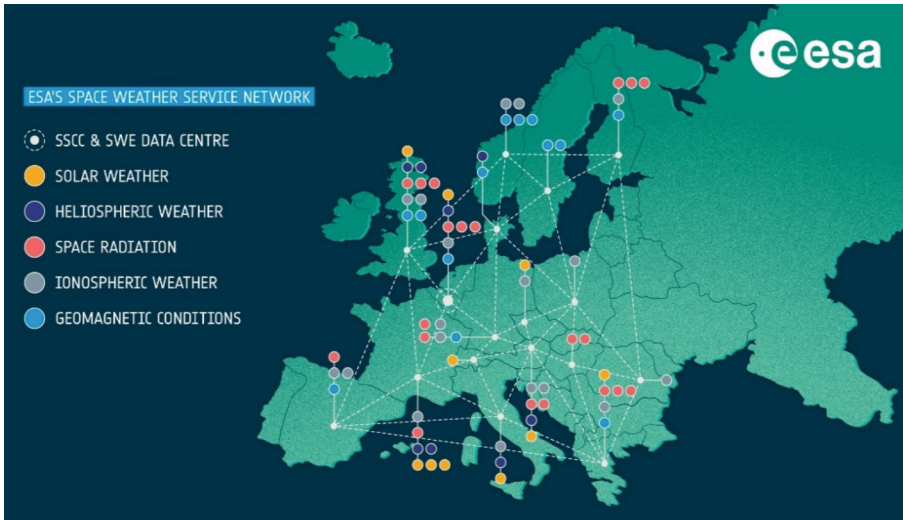 esa
ESA'S SPACE WEATHER SERVICE NETWORK
SSCC & SWE DATA CENTRE
SOLAR WEATHER
HELIOSPHERIC WEATHER
SPACE RADIATION
IONOSPHERIC WEATHER
GEOMAGNETIC CONDITIONS